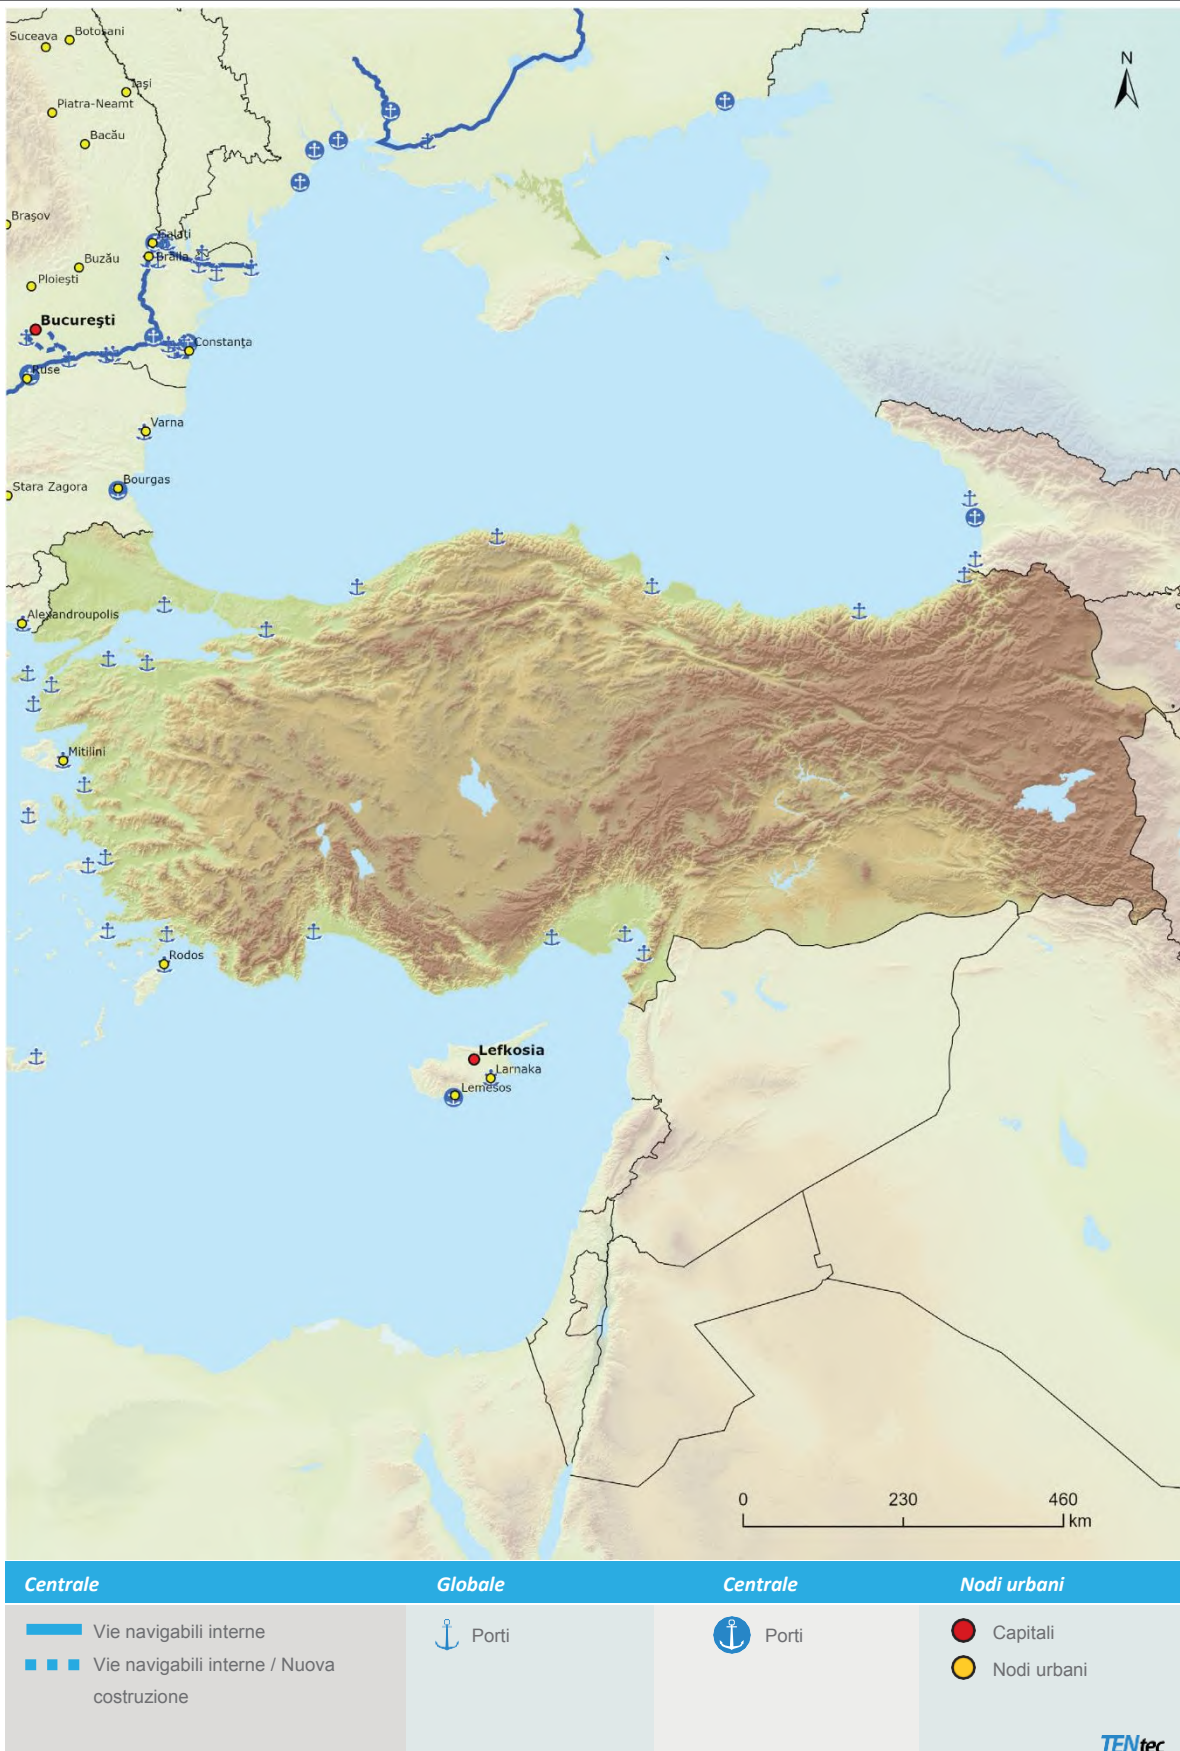 Suceava
Botoșani
N
Iași
Piatra-Neamt
Bacău
Brașov
Galați
Buzău
Brăila
Ploiești
București
Constanța
Ruse
Varna
Stara Zagora
Bourgas
Alexandroupolis
Mitilini
Rodos
Lefkosia
Larnaka
Lemesos
0 230 460
km
Centrale Globale Centrale Nodi urbani
Vie navigabili interne
Vie navigabili interne / Nuova
costruzione
Porti
Porti
Capitali
Nodi urbani
TENtec